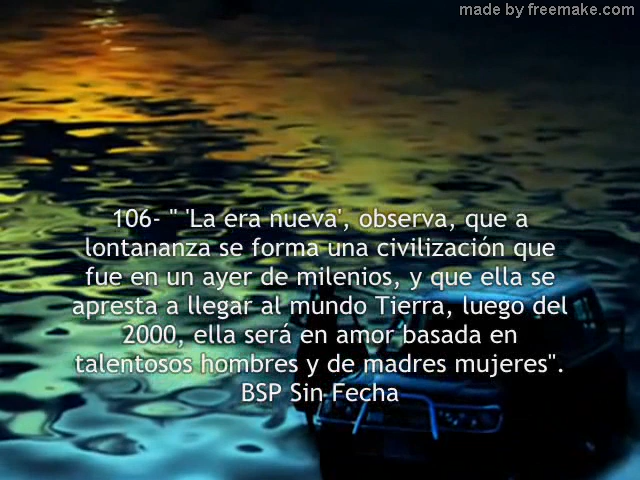 made by freemake.com
106- " 'La era nueva', observa, que a
lontananza se forma una civilización que
fue en un ayer de milenios, y que ella se
apresta a llegar al mundo Tierra, luego del
2000, ella será en amor basada en
talentosos hombres y de madres mujeres".
BSP Sin Fecha